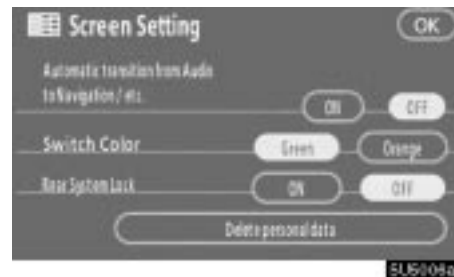 Screen Setting
OK
Automatic transition from Audio
to Navigation / etc.
ON OFF
Switch Color Green Orange
Rear System Lock ON OFF
Delete personal data